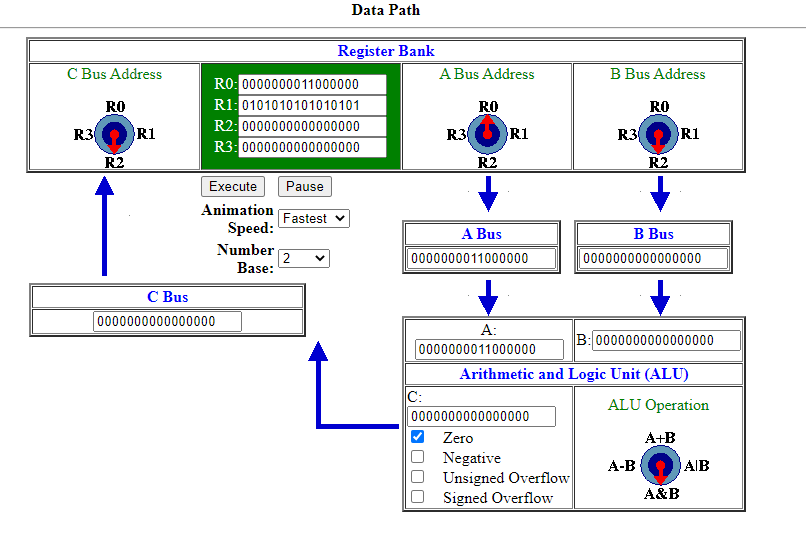 Data Path
Register Bank
C Bus Address
R0
R3 R1
R2
R0: 0000000011000000
R1: 0101010101010101
R2: 0000000000000000
R3: 0000000000000000
A Bus Address
R0
R3 R1
R2
B Bus Address
R0
R3 R1
R2
Execute Pause
Animation
Speed: Fastest
Number
Base: 2
A Bus
0000000011000000
B Bus
0000000000000000
C Bus
0000000000000000
A:
0000000011000000
B: 0000000000000000
Arithmetic and Logic Unit (ALU)
C:
0000000000000000
Zero
Negative
Unsigned Overflow
Signed Overflow
ALU Operation
A+B
A-B A|B
A&B